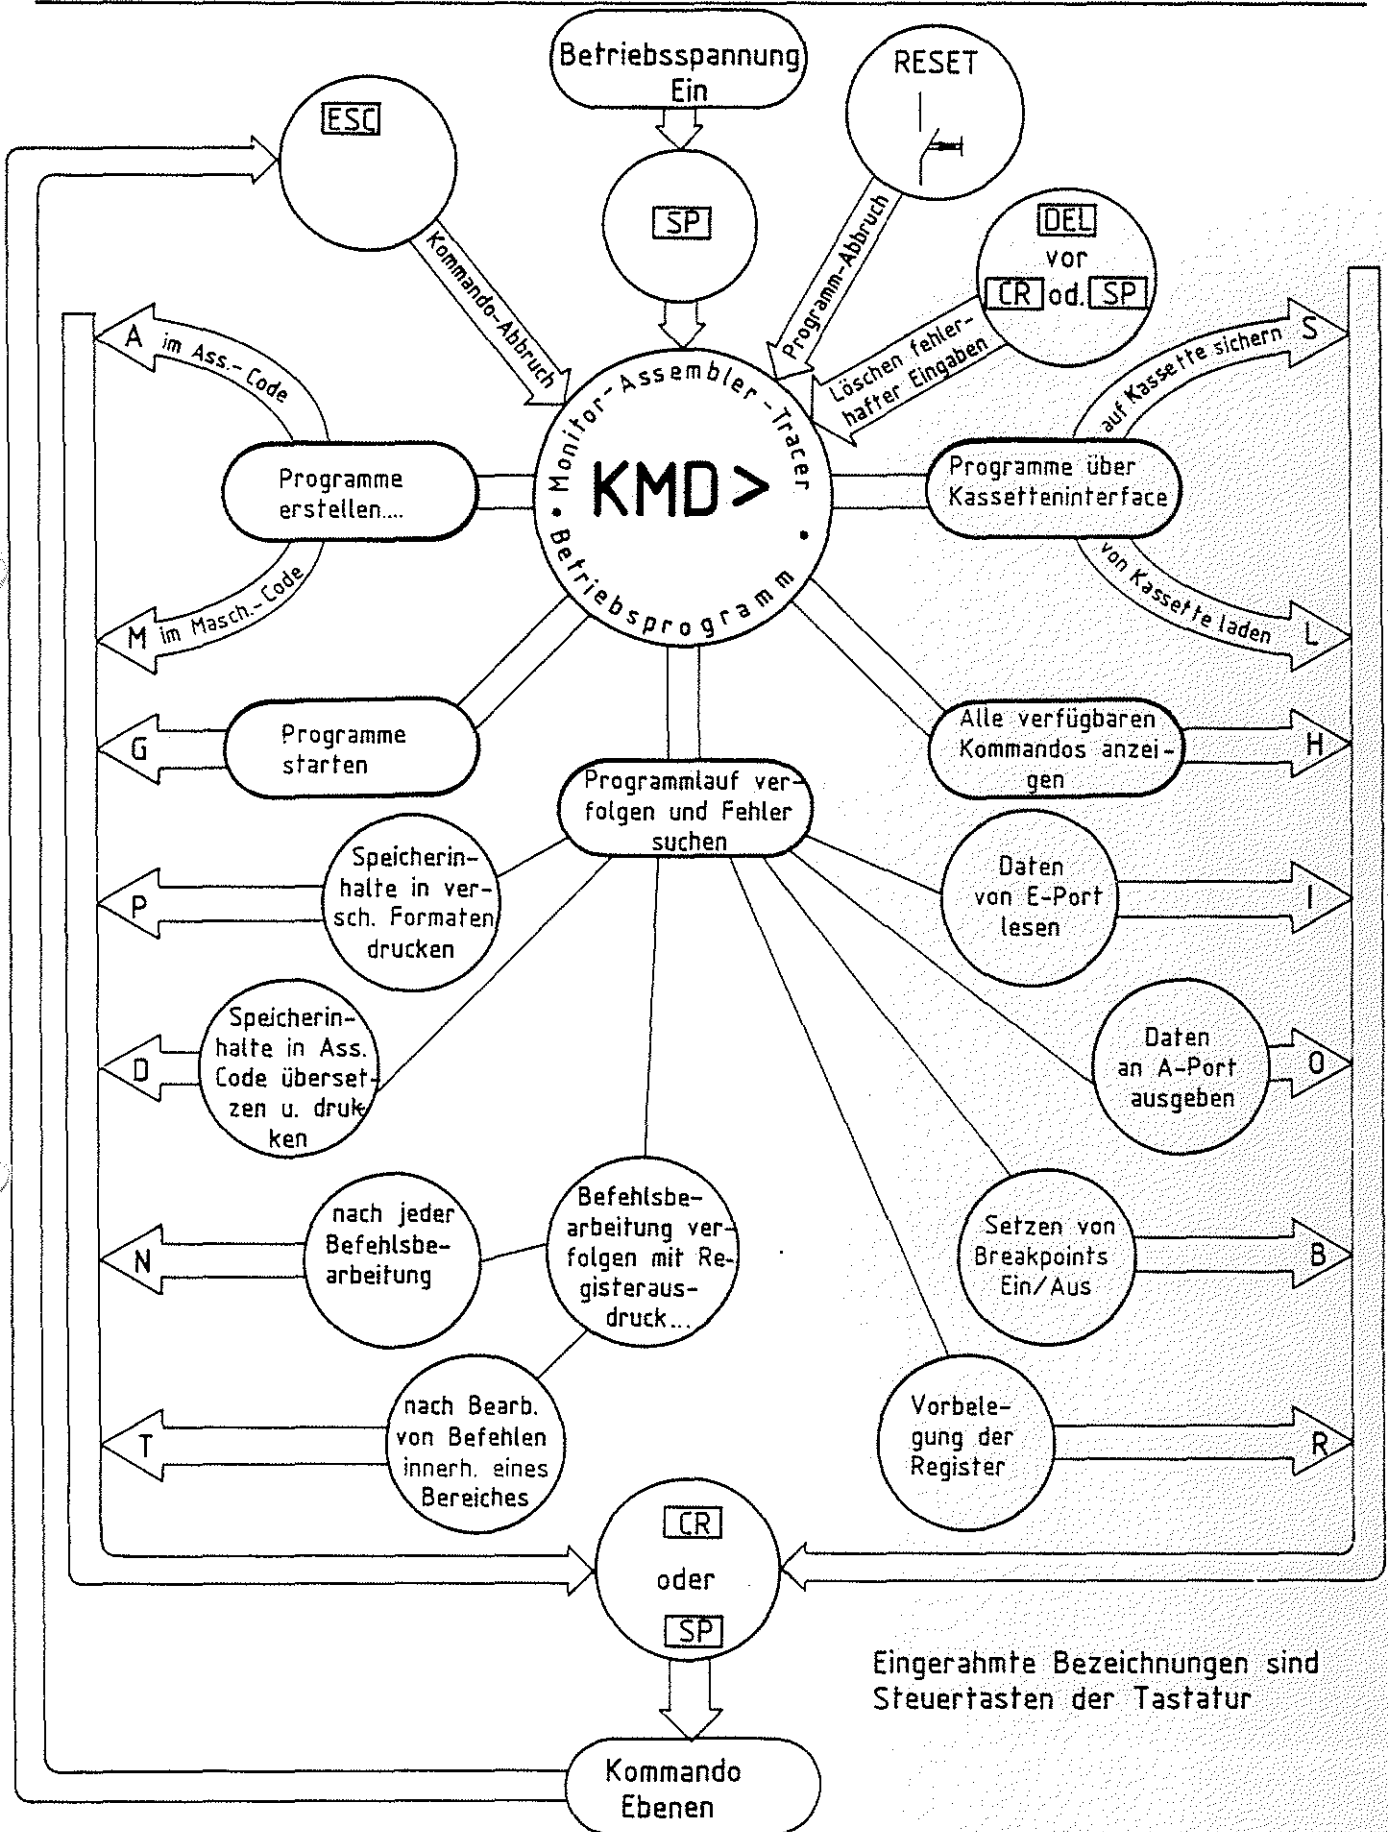 Betriebsspannung
Ein
RESET
ESC
SP
DEL
vor
CR od. SP
Kommando-Abbruch
Programm-Abbruch
Löschen fehler-
hafter Eingaben
A im Ass.-Code
auf Kassette sichern S
• Monitor-Assembler-Tracer •
KMD >
Betriebsprogramm
Programme
erstellen....
Programme über
Kassetteninterface
M im Masch.-Code
von Kassette laden L
G
Programme
starten
Alle verfügbaren
Kommandos anzei-
gen
H
Programmlauf ver-
folgen und Fehler
suchen
P
Speicherin-
halte in ver-
sch. Formaten
drucken
Daten
von E-Port
lesen
I
D
Speicherin-
halte in Ass.
Code überset-
zen u. druk-
ken
Daten
an A-Port
ausgeben
O
N
nach jeder
Befehlsbe-
arbeitung
Befehlsbe-
arbeitung ver-
folgen mit Re-
gisteraus-
druck...
Setzen von
Breakpoints
Ein/Aus
B
T
nach Bearb.
von Befehlen
innerh. eines
Bereiches
Vorbele-
gung der
Register
R
CR
oder
SP
Eingerahmte Bezeichnungen sind
Steuertasten der Tastatur
Kommando
Ebenen